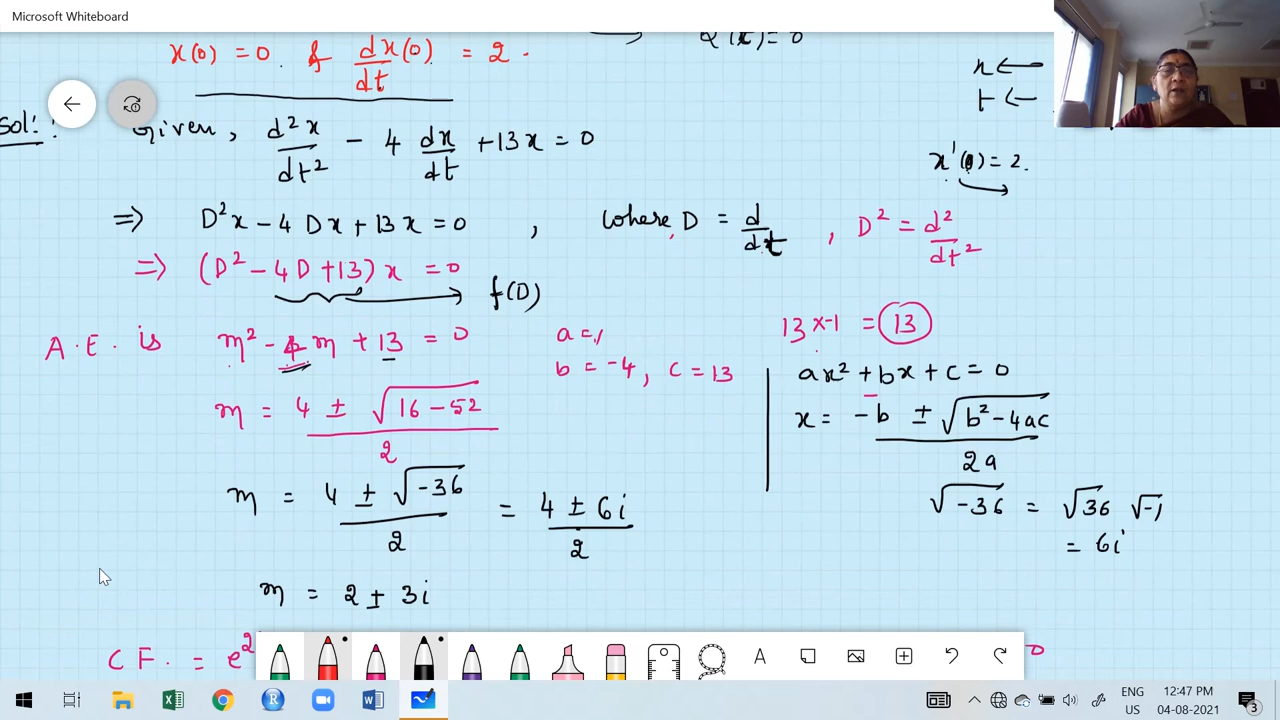 Microsoft Whiteboard
x(0) = 0 & dx(0)/dt = 2.
x ←
t ←
Sol: Given, d²x/dt² - 4 dx/dt + 13x = 0
x'(0) = 2.
⇒ D²x - 4Dx + 13x = 0, where, D = d/dt, D² = d²/dt²
⇒ (D² - 4D + 13)x = 0
→ f(D)
A.E. is m² - 4m + 13 = 0
a = 1
b = -4, c = 13
13 x -1 = 13
m = 4 ± √(16 - 52) / 2
m = 4 ± √-36 / 2 = 4 ± 6i / 2
m = 2 ± 3i
ax² + bx + c = 0
x = -b ± √(b² - 4ac) / 2a
√-36 = √36 √-1
= 6i
C F. = e²
A
W
ENG
US
12:47 PM
04-08-2021
3